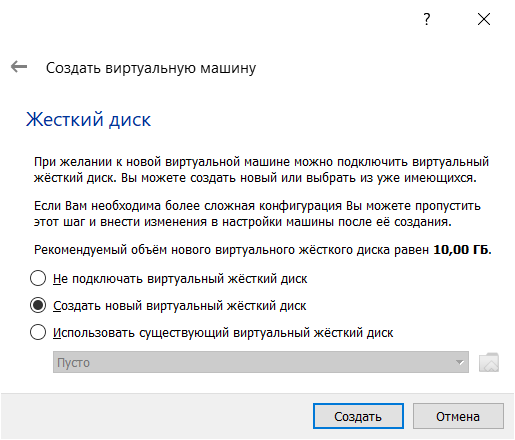 ?
Создать виртуальную машину
Жесткий диск
При желании к новой виртуальной машине можно подключить виртуальный
жёсткий диск. Вы можете создать новый или выбрать из уже имеющихся.
Если Вам необходима более сложная конфигурация Вы можете пропустить
этот шаг и внести изменения в настройки машины после её создания.
Рекомендуемый объём нового виртуального жёсткого диска равен 10,00 ГБ.
Не подключать виртуальный жёсткий диск
Создать новый виртуальный жёсткий диск
Использовать существующий виртуальный жёсткий диск
Пусто
Создать
Отмена